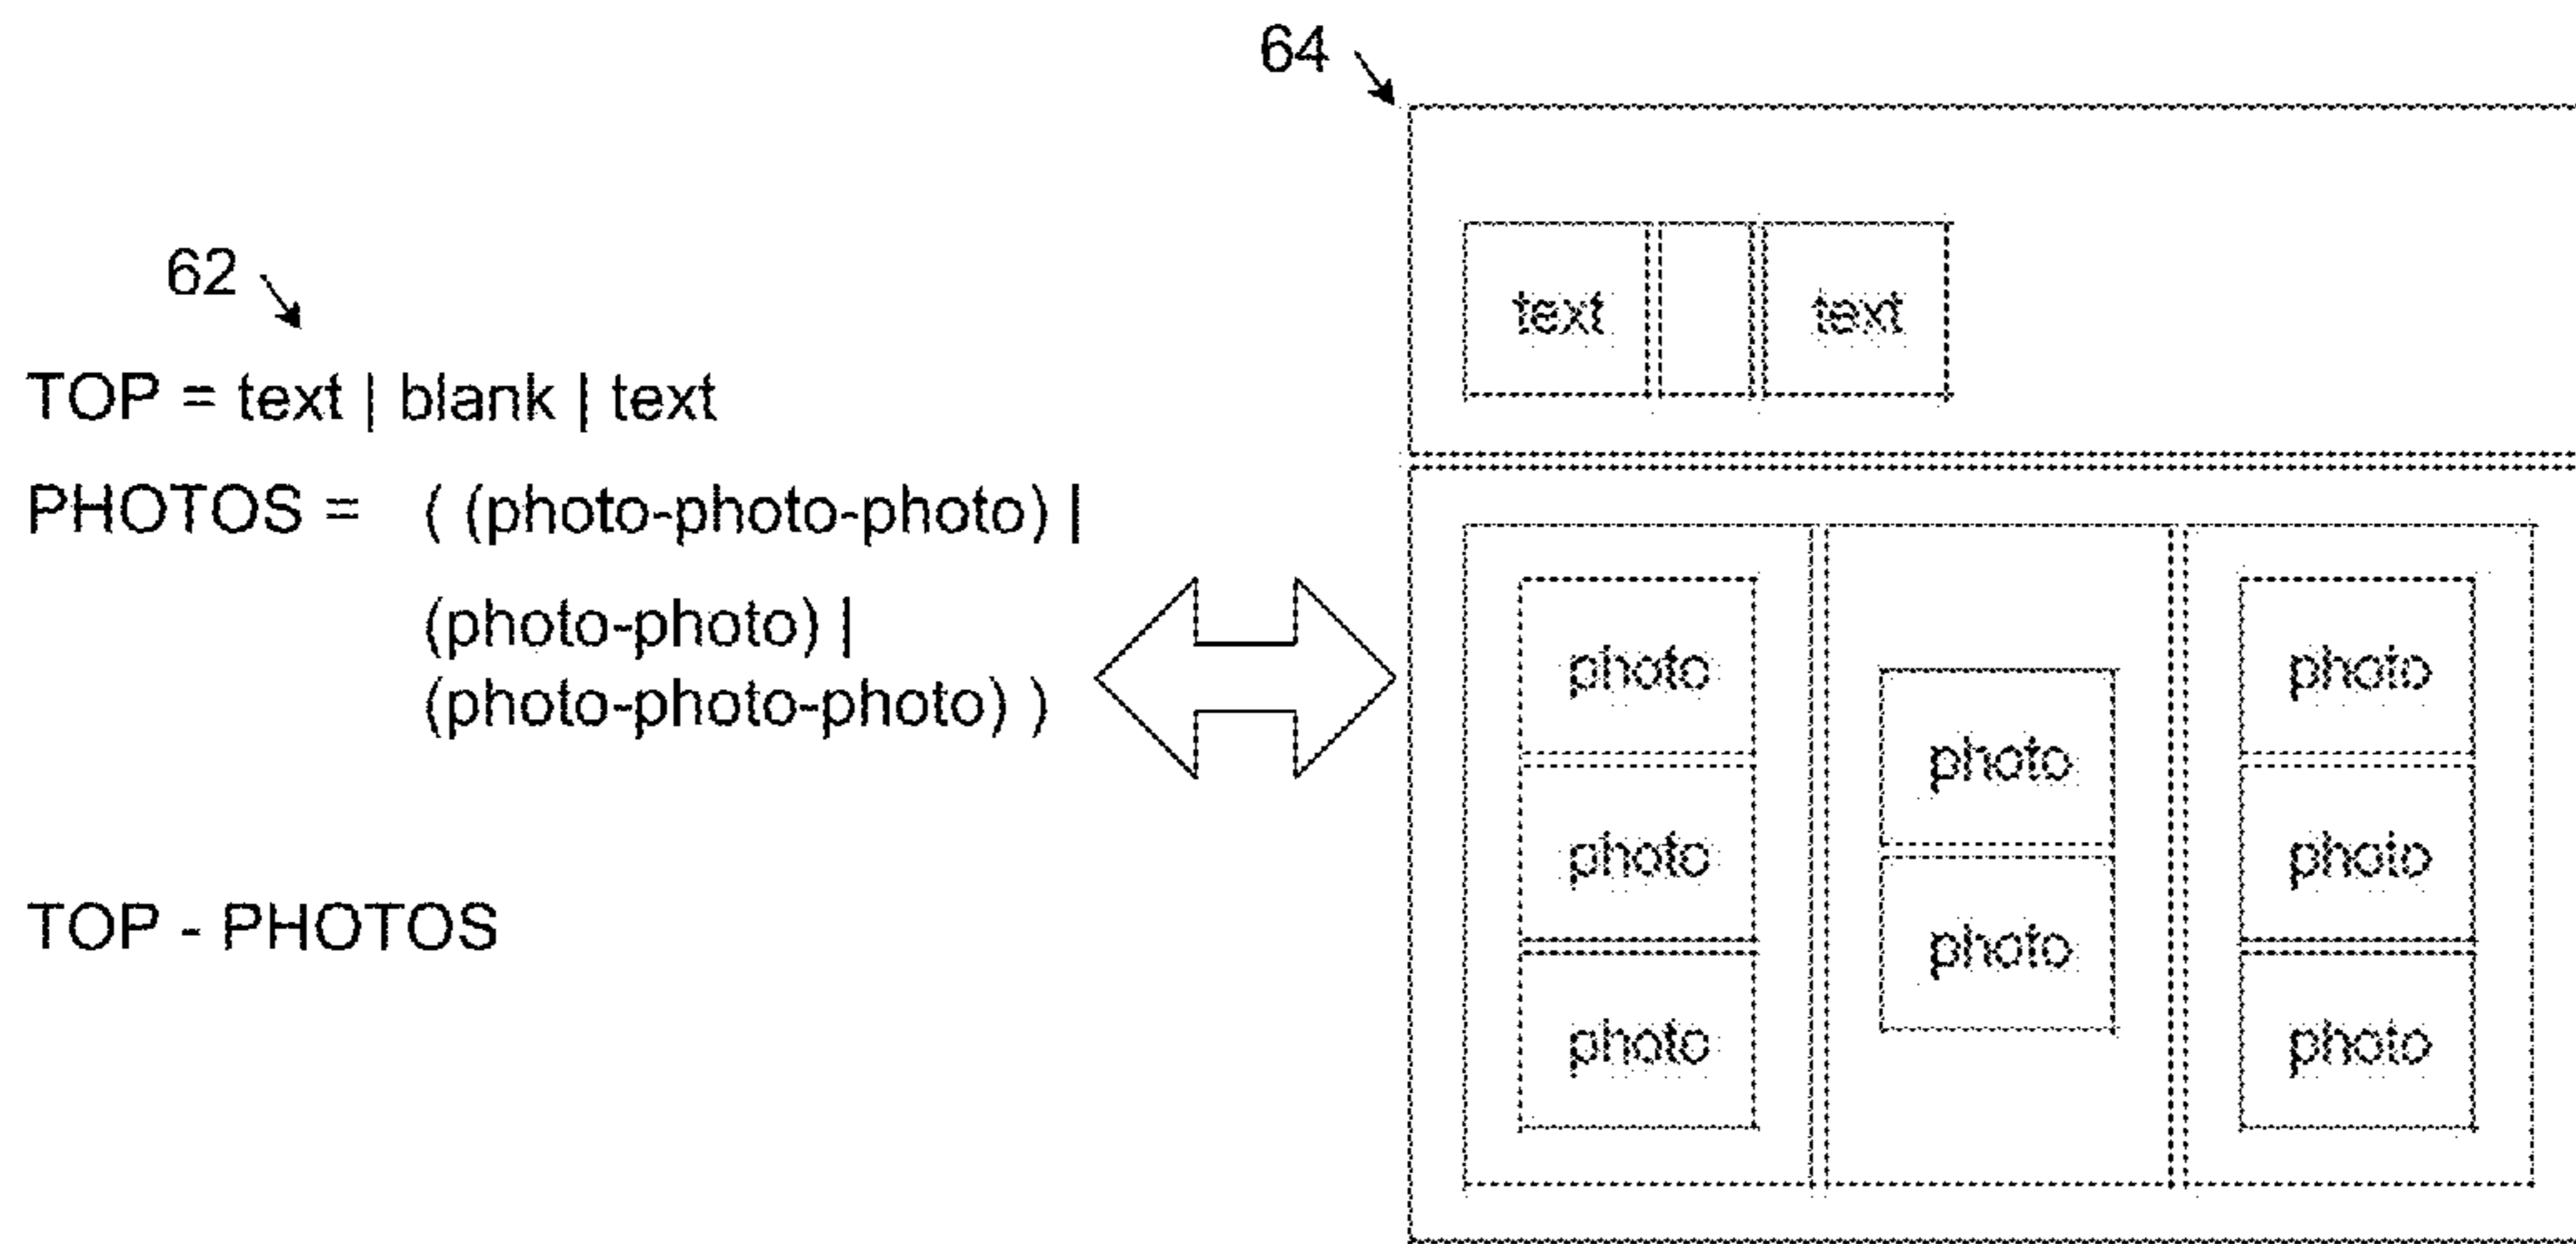 64
62
TOP = text | blank | text
PHOTOS = ( (photo-photo-photo) |
(photo-photo) |
(photo-photo-photo) )
TOP - PHOTOS
text text
photo photo
photo
photo photo
photo
photo photo